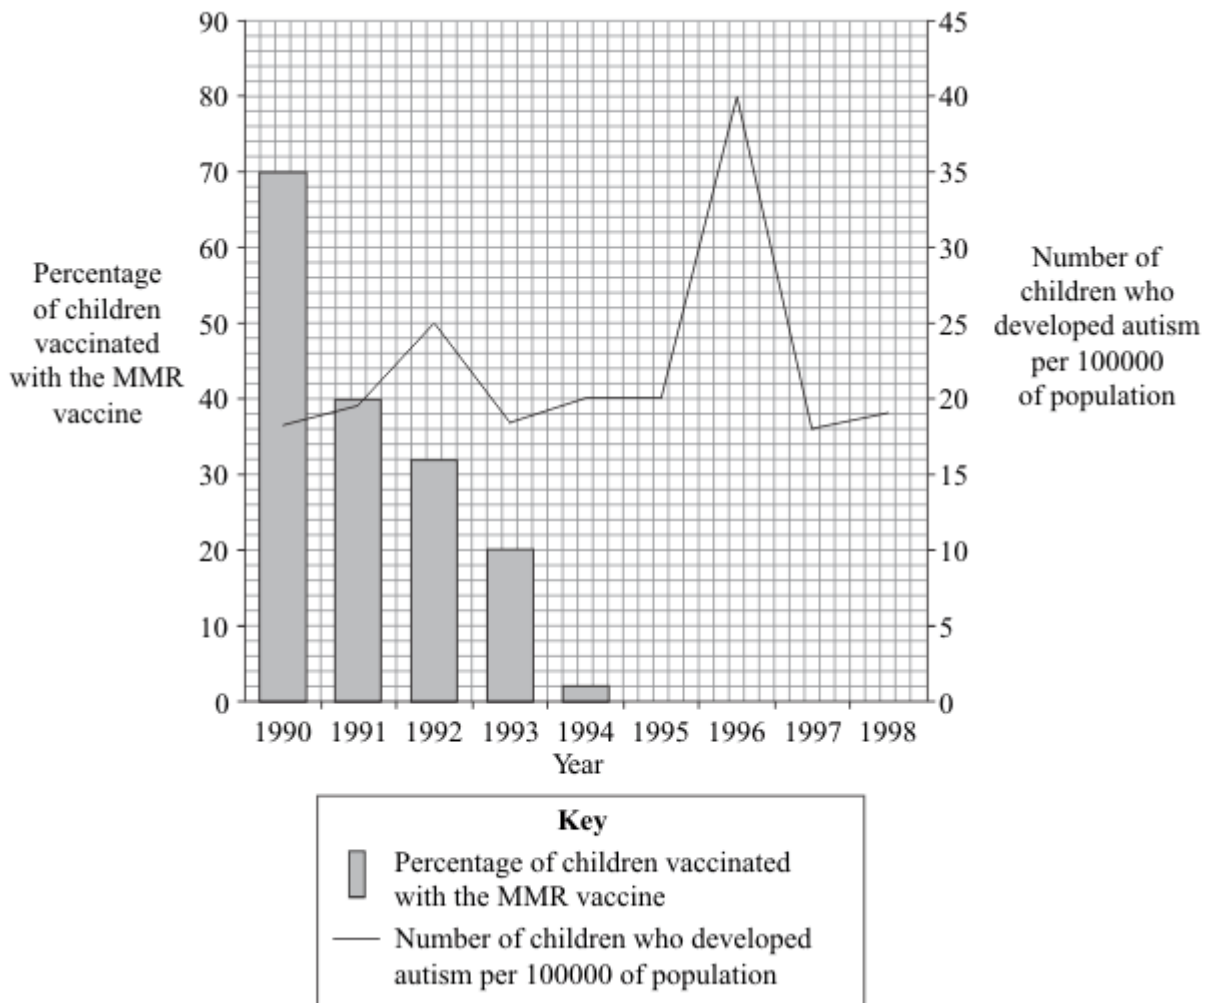 90
80
70
60
50
40
30
20
10
0
Percentage
of children
vaccinated
with the MMR
vaccine
45
40
35
30
25
20
15
10
5
0
Number of
children who
developed autism
per 100000
of population
1990 1991 1992 1993 1994 1995 1996 1997 1998
Year
Key
Percentage of children vaccinated
with the MMR vaccine
Number of children who developed
autism per 100000 of population